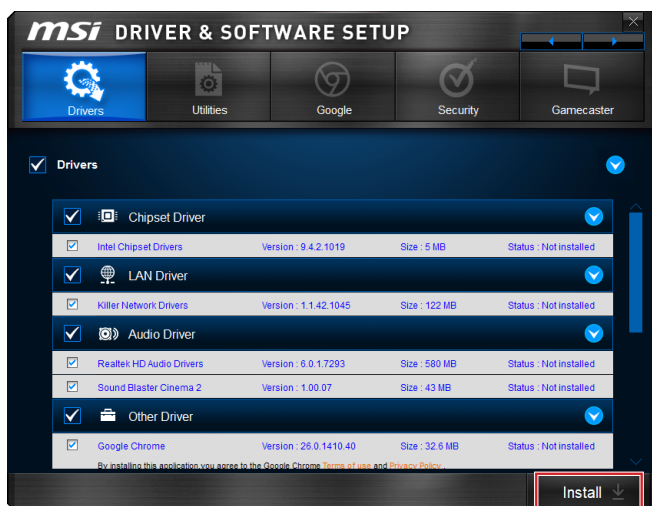 msi DRIVER & SOFTWARE SETUP
Drivers Utilities Google Security Gamecaster
Drivers
Chipset Driver
Intel Chipset Drivers Version : 9.4.2.1019 Size : 5 MB Status : Not installed
LAN Driver
Killer Network Drivers Version : 1.1.42.1045 Size : 122 MB Status : Not installed
Audio Driver
Realtek HD Audio Drivers Version : 6.0.1.7293 Size : 580 MB Status : Not installed
Sound Blaster Cinema 2 Version : 1.00.07 Size : 43 MB Status : Not installed
Other Driver
Google Chrome Version : 26.0.1410.40 Size : 32.6 MB Status : Not installed
By installing this application,you agree to the Google Chrome Terms of use and Privacy Policy .
Install